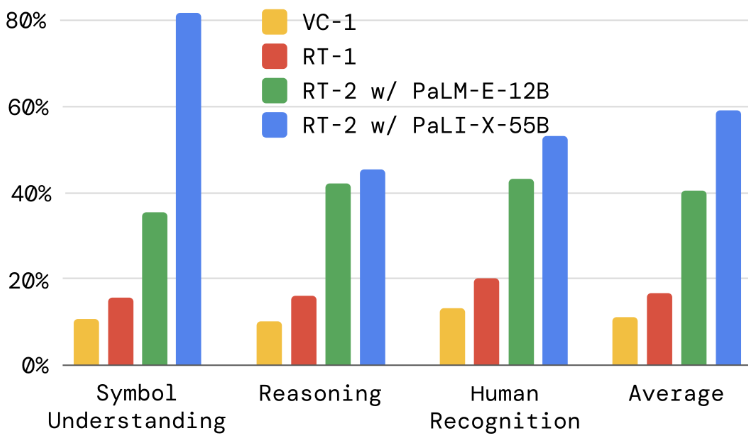 80%
60%
40%
20%
0%
VC-1
RT-1
RT-2 w/ PaLM-E-12B
RT-2 w/ PaLI-X-55B
Symbol
Understanding
Reasoning
Human
Recognition
Average